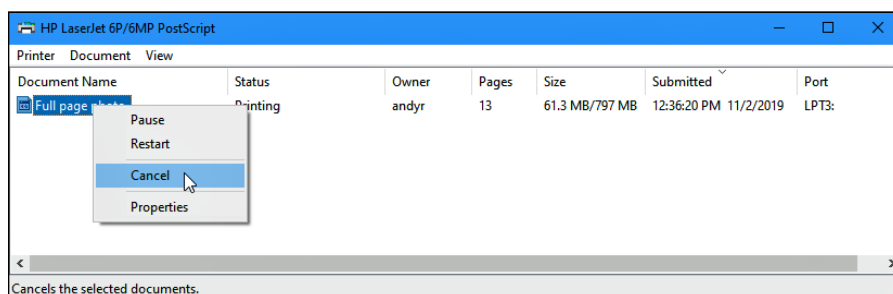 HP LaserJet 6P/6MP PostScript
Printer Document View
Document Name Status Owner Pages Size Submitted Port
Full page photo Printing andyr 13 61.3 MB/797 MB 12:36:20 PM 11/2/2019 LPT3:
Pause
Restart
Cancel
Properties
Cancels the selected documents.